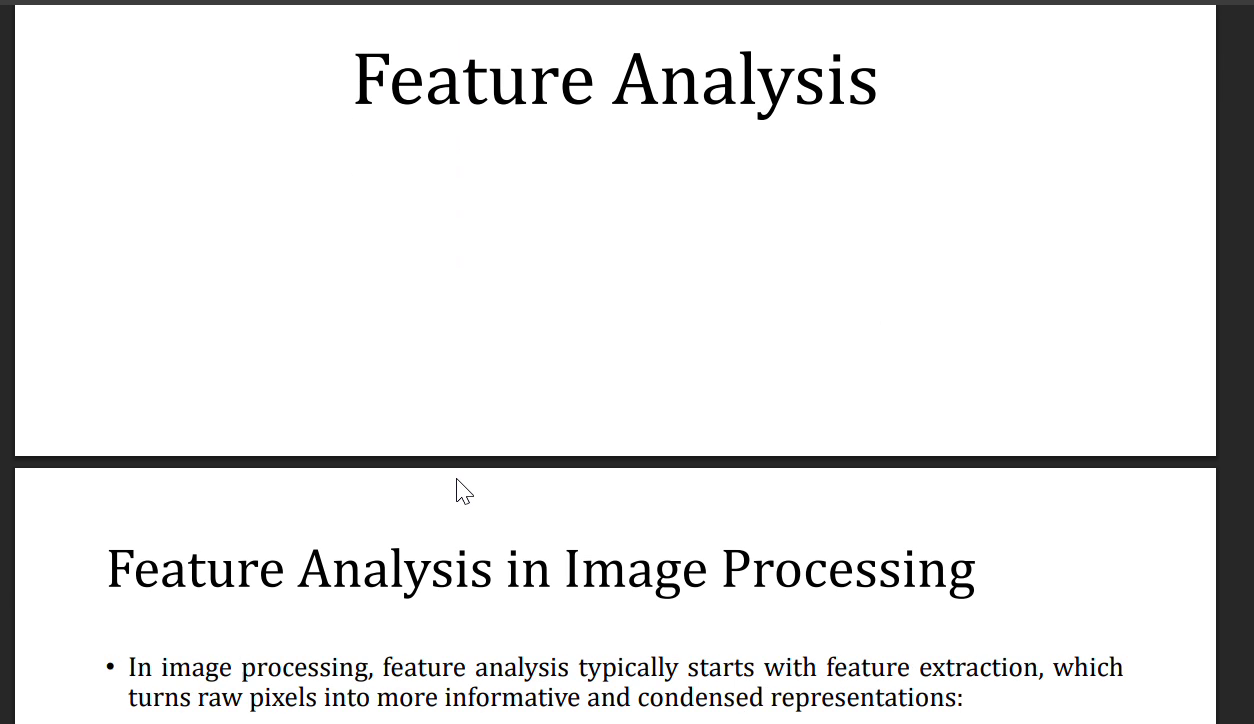 Feature Analysis
Feature Analysis in Image Processing
• In image processing, feature analysis typically starts with feature extraction, which
turns raw pixels into more informative and condensed representations: